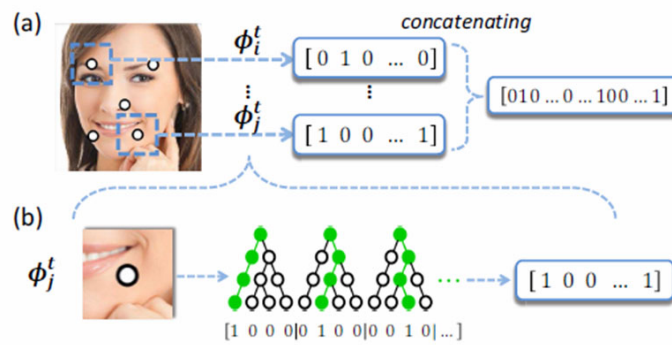 (a)
concatenating
ϕ_i^t
[0 1 0 ... 0]
⋮
⋮
[010 ... 0 ... 100 ... 1]
ϕ_j^t
[1 0 0 ... 1]
(b)
ϕ_j^t
...
[1 0 0 ... 1]
[1 0 0 0|0 1 0 0|0 0 1 0| ...]